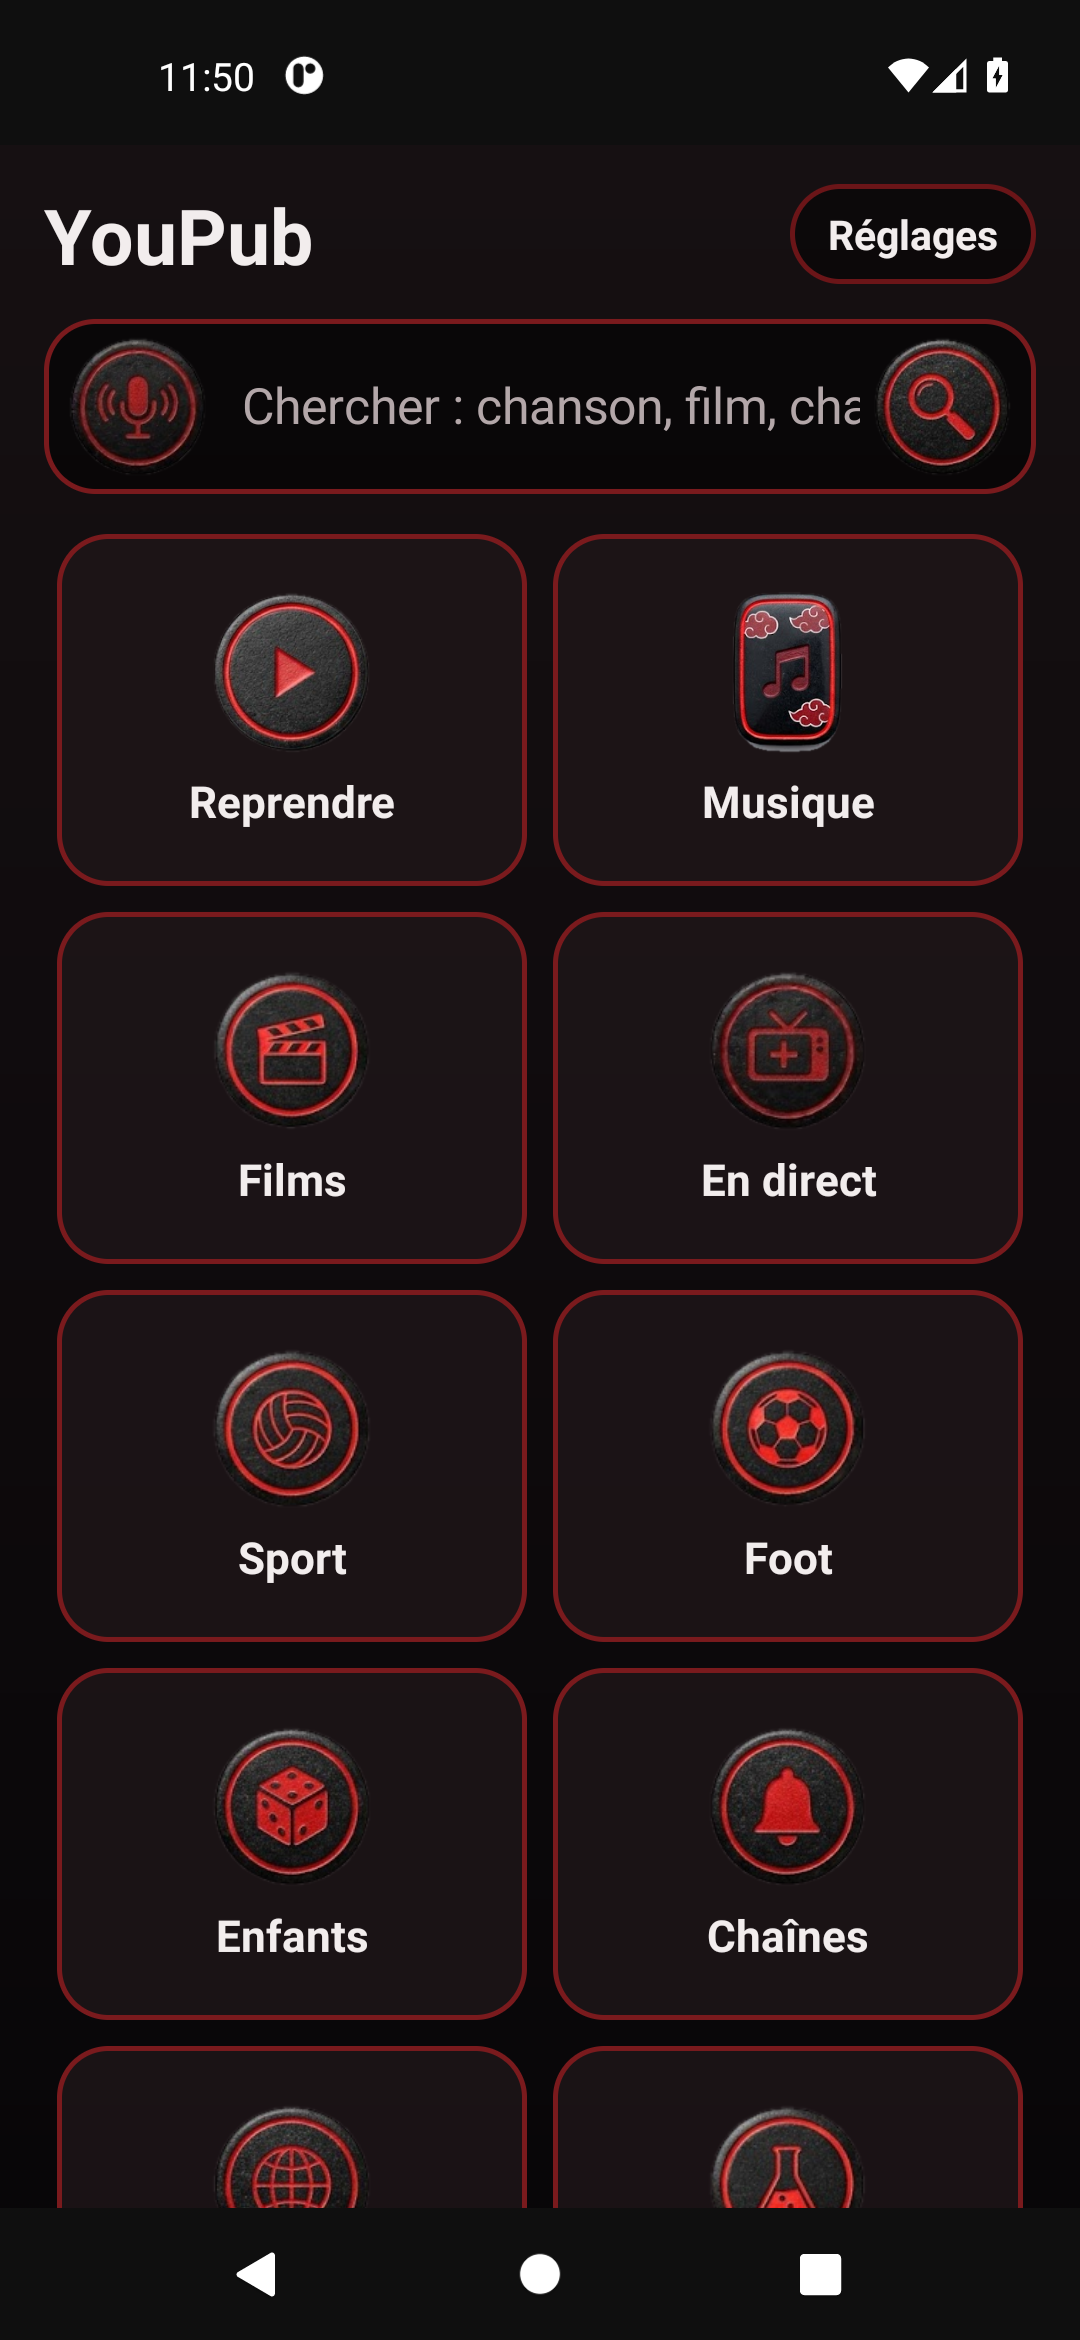 11:50
YouPub
Réglages
Chercher : chanson, film, cha
Reprendre
Musique
Films
En direct
Sport
Foot
Enfants
Chaînes